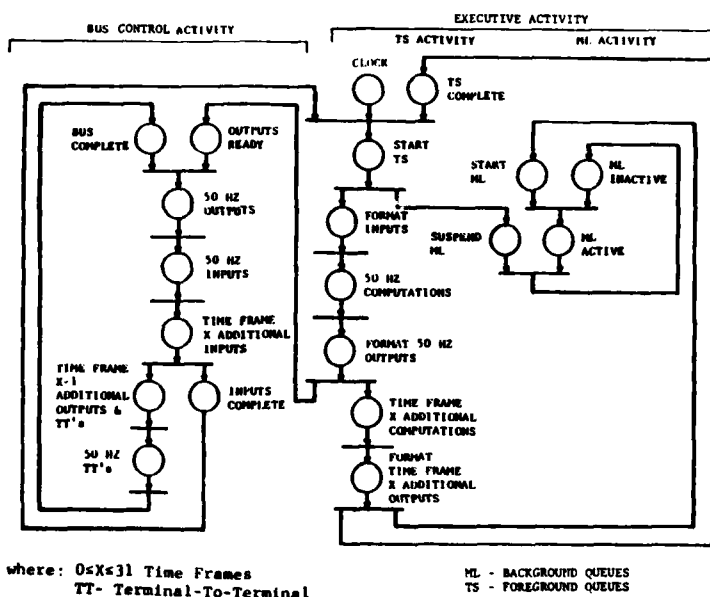 EXECUTIVE ACTIVITY
BUS CONTROL ACTIVITY
TS ACTIVITY
ML ACTIVITY
CLOCK
TS
COMPLETE
BUS
COMPLETE
OUTPUTS
READY
START
TS
START
ML
ML
INACTIVE
50 HZ
OUTPUTS
FORMAT
INPUTS
SUSPEND
ML
ML
ACTIVE
50 HZ
INPUTS
50 HZ
COMPUTATIONS
TIME FRAME
X ADDITIONAL
INPUTS
FORMAT 50 HZ
OUTPUTS
TIME FRAME
X-1
ADDITIONAL
OUTPUTS &
TT's
INPUTS
COMPLETE
TIME FRAME
X ADDITIONAL
COMPUTATIONS
50 HZ
TT's
FORMAT
TIME FRAME
X ADDITIONAL
OUTPUTS
where: 0≤X≤31 Time Frames
TT- Terminal-To-Terminal
ML - BACKGROUND QUEUES
TS - FOREGROUND QUEUES